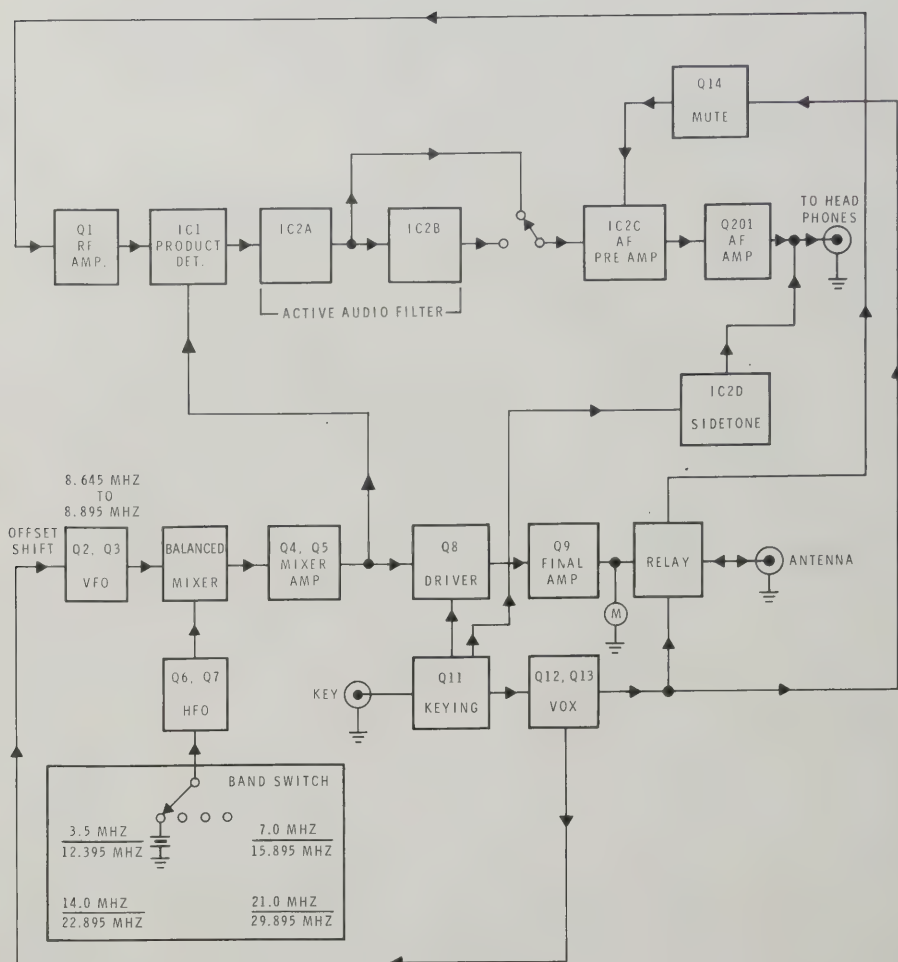 Q14
MUTE
TO HEAD
PHONES
Q1
RF
AMP.
IC1
PRODUCT
DET.
IC2A
IC2B
IC2C
AF
PRE AMP
Q201
AF
AMP
ACTIVE AUDIO FILTER
IC2D
SIDETONE
8.645 MHZ
TO
8.895 MHZ
OFFSET
SHIFT
Q2, Q3
VFO
BALANCED
MIXER
Q4, Q5
MIXER
AMP
Q8
DRIVER
Q9
FINAL
AMP
RELAY
ANTENNA
M
Q6, Q7
HFO
KEY
Q11
KEYING
Q12, Q13
VOX
BAND SWITCH
3.5 MHZ
12.395 MHZ
7.0 MHZ
15.895 MHZ
14.0 MHZ
22.895 MHZ
21.0 MHZ
29.895 MHZ